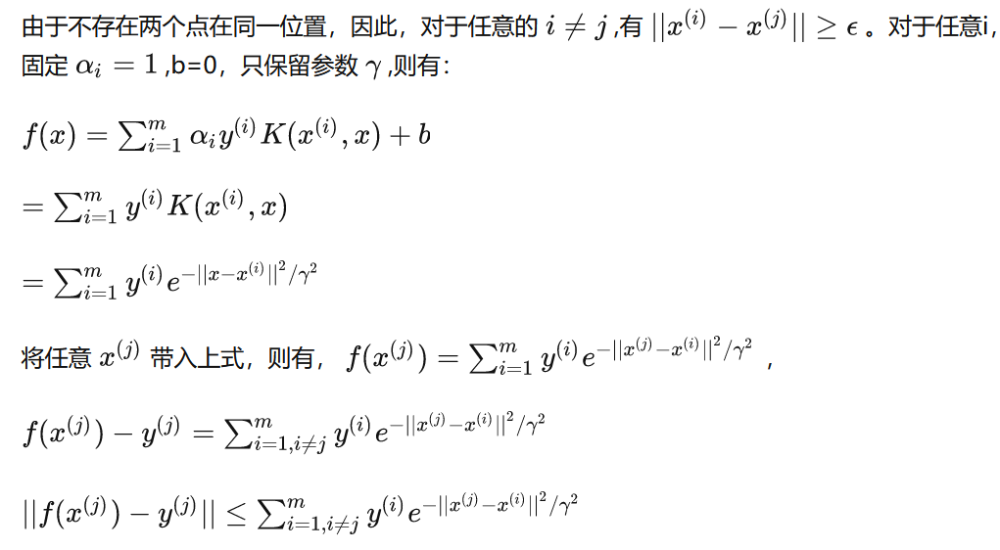 由于不存在两个点在同一位置，因此，对于任意的 $i \neq j$ ,有 $||x^{(i)} - x^{(j)}|| \geq \epsilon$ 。对于任意i，
固定 $\alpha_i = 1$ ,b=0，只保留参数 $\gamma$ ,则有：
$f(x) = \sum_{i=1}^{m} \alpha_i y^{(i)} K(x^{(i)}, x) + b$
$= \sum_{i=1}^{m} y^{(i)} K(x^{(i)}, x)$
$= \sum_{i=1}^{m} y^{(i)} e^{-||x-x^{(i)}||^2/\gamma^2}$
将任意 $x^{(j)}$ 带入上式，则有， $f(x^{(j)}) = \sum_{i=1}^{m} y^{(i)} e^{-||x^{(j)}-x^{(i)}||^2/\gamma^2}$ ，
$f(x^{(j)}) - y^{(j)} = \sum_{i=1,i\neq j}^{m} y^{(i)} e^{-||x^{(j)}-x^{(i)}||^2/\gamma^2}$
$||f(x^{(j)}) - y^{(j)}|| \leq \sum_{i=1,i\neq j}^{m} y^{(i)} e^{-||x^{(j)}-x^{(i)}||^2/\gamma^2}$